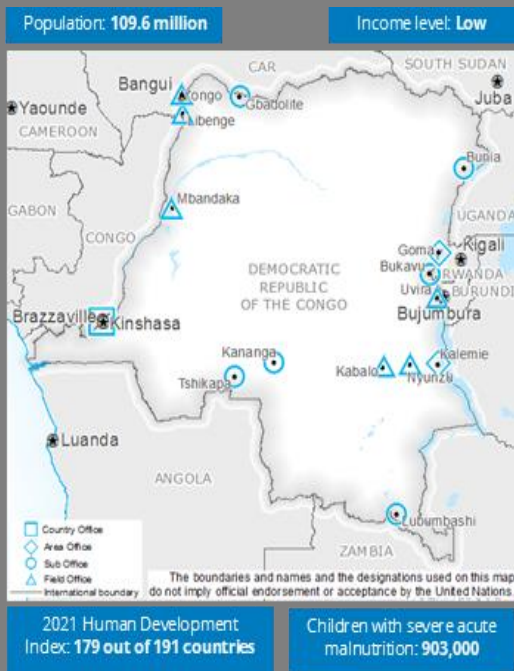 Population: 109.6 million
Income level: Low
CAR
SOUTH SUDAN
Bangui
Gbadolite
Juba
Yaounde
Libenge
CAMEROON
Bunia
Mbandaka
GABON
UGANDA
CONGO
Goma
Kigali
Bukavu
RWANDA
DEMOCRATIC
REPUBLIC
OF THE CONGO
Uvira
BURUNDI
Brazzaville
Kinshasa
Bujumbura
Kananga
Kabalo
Nyunzu
Kalemie
Tshikapa
Luanda
ANGOLA
Lubumbashi
ZAMBIA
Country Office
Area Office
Sub Office
Field Office
International boundary
The boundaries and names and the designations used on this map
do not imply official endorsement or acceptance by the United Nations.
2021 Human Development
Index: 179 out of 191 countries
Children with severe acute
malnutrition: 903,000